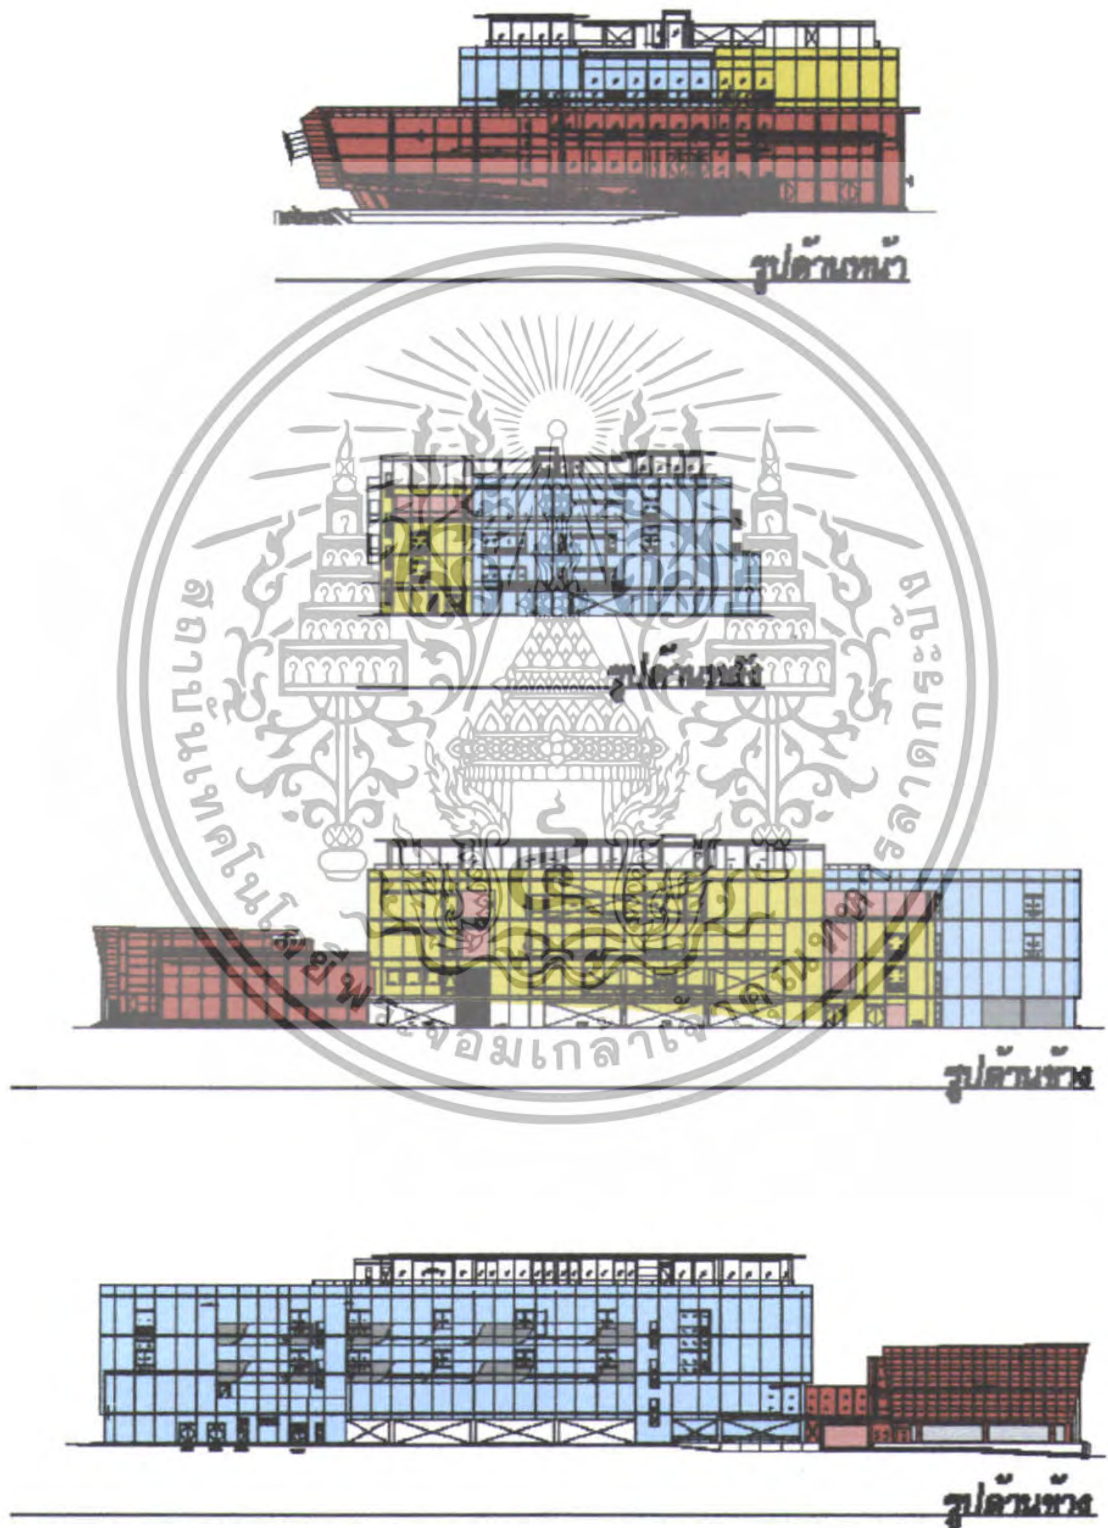 รูปด้านหน้า
รูปด้านหลัง
รูปด้านข้าง
รูปด้านข้าง
สถาบันเทคโนโลยีพระจอมเกล้าเจ้าคุณทหารลาดกระบัง